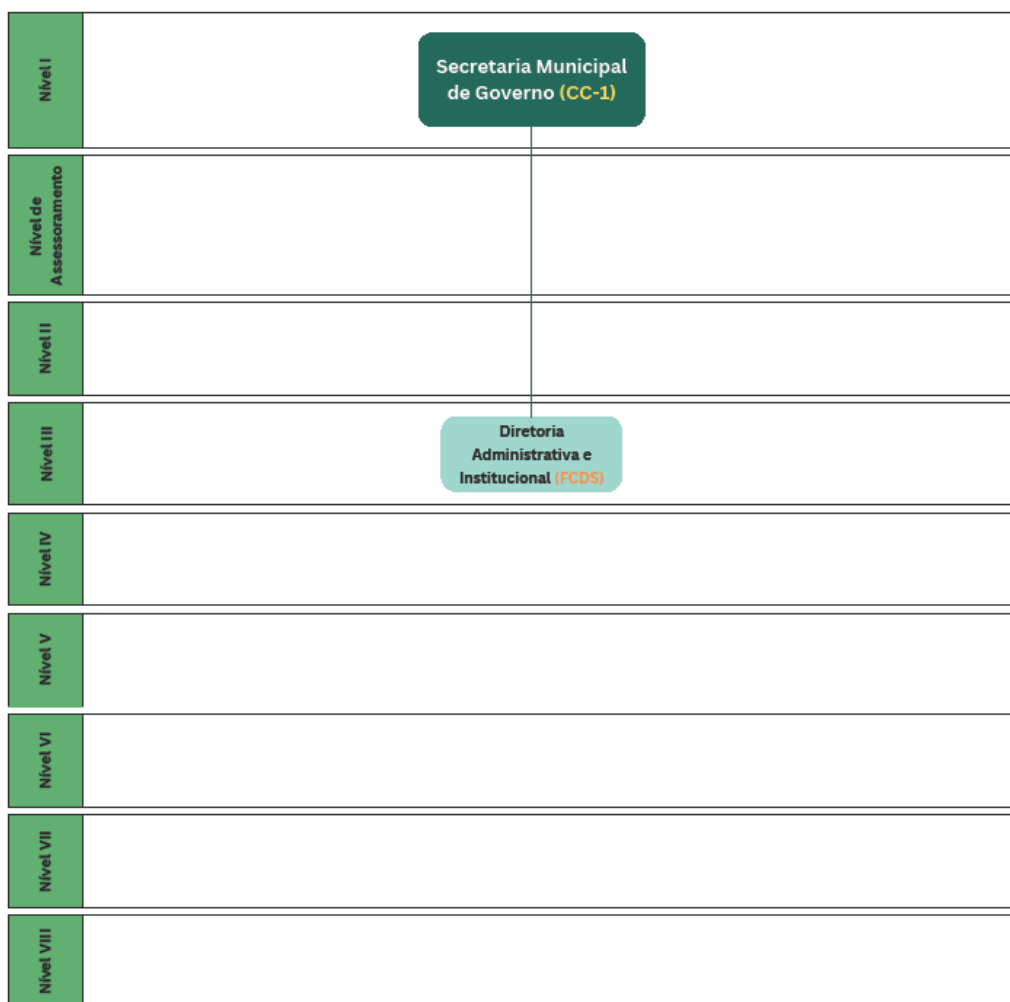 Nível I
Secretaria Municipal
de Governo (CC-1)
Nível de
Assessoramento
Nível II
Nível III
Diretoria
Administrativa e
Institucional (FCDS)
Nível IV
Nível V
Nível VI
Nível VII
Nível VIII